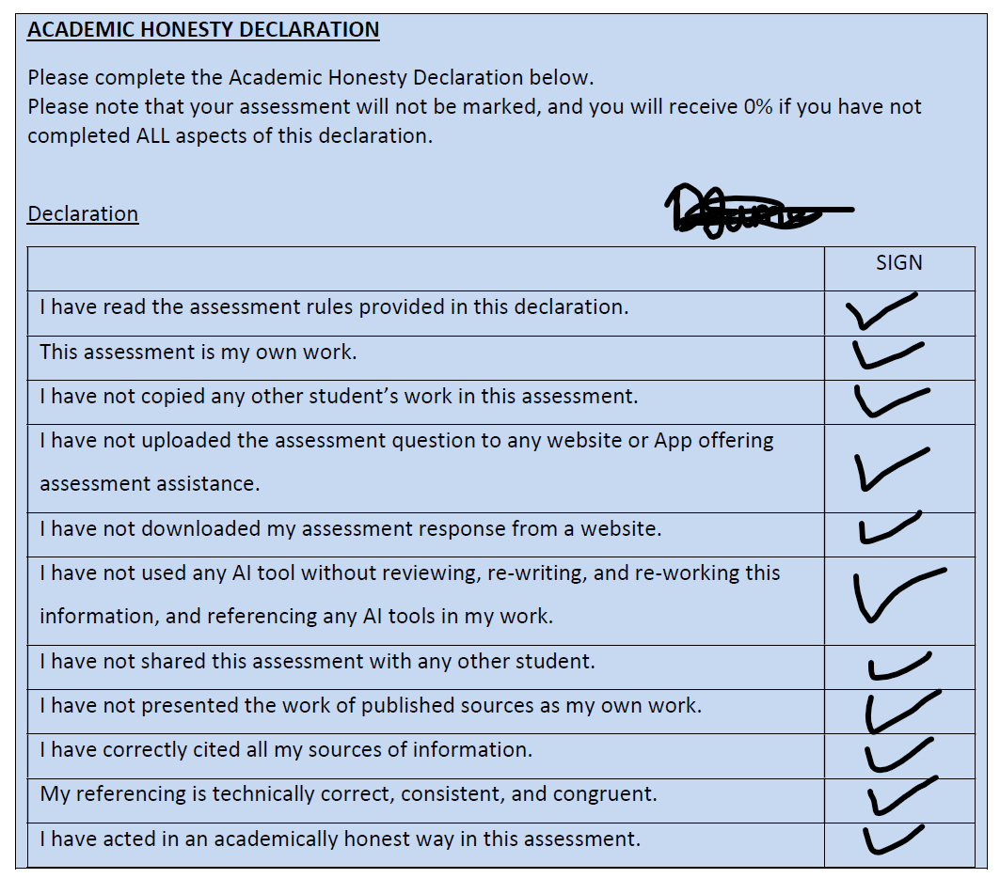 ACADEMIC HONESTY DECLARATION
Please complete the Academic Honesty Declaration below.
Please note that your assessment will not be marked, and you will receive 0% if you have not
completed ALL aspects of this declaration.
Declaration
SIGN
I have read the assessment rules provided in this declaration.
This assessment is my own work.
I have not copied any other student’s work in this assessment.
I have not uploaded the assessment question to any website or App offering
assessment assistance.
I have not downloaded my assessment response from a website.
I have not used any AI tool without reviewing, re-writing, and re-working this
information, and referencing any AI tools in my work.
I have not shared this assessment with any other student.
I have not presented the work of published sources as my own work.
I have correctly cited all my sources of information.
My referencing is technically correct, consistent, and congruent.
I have acted in an academically honest way in this assessment.